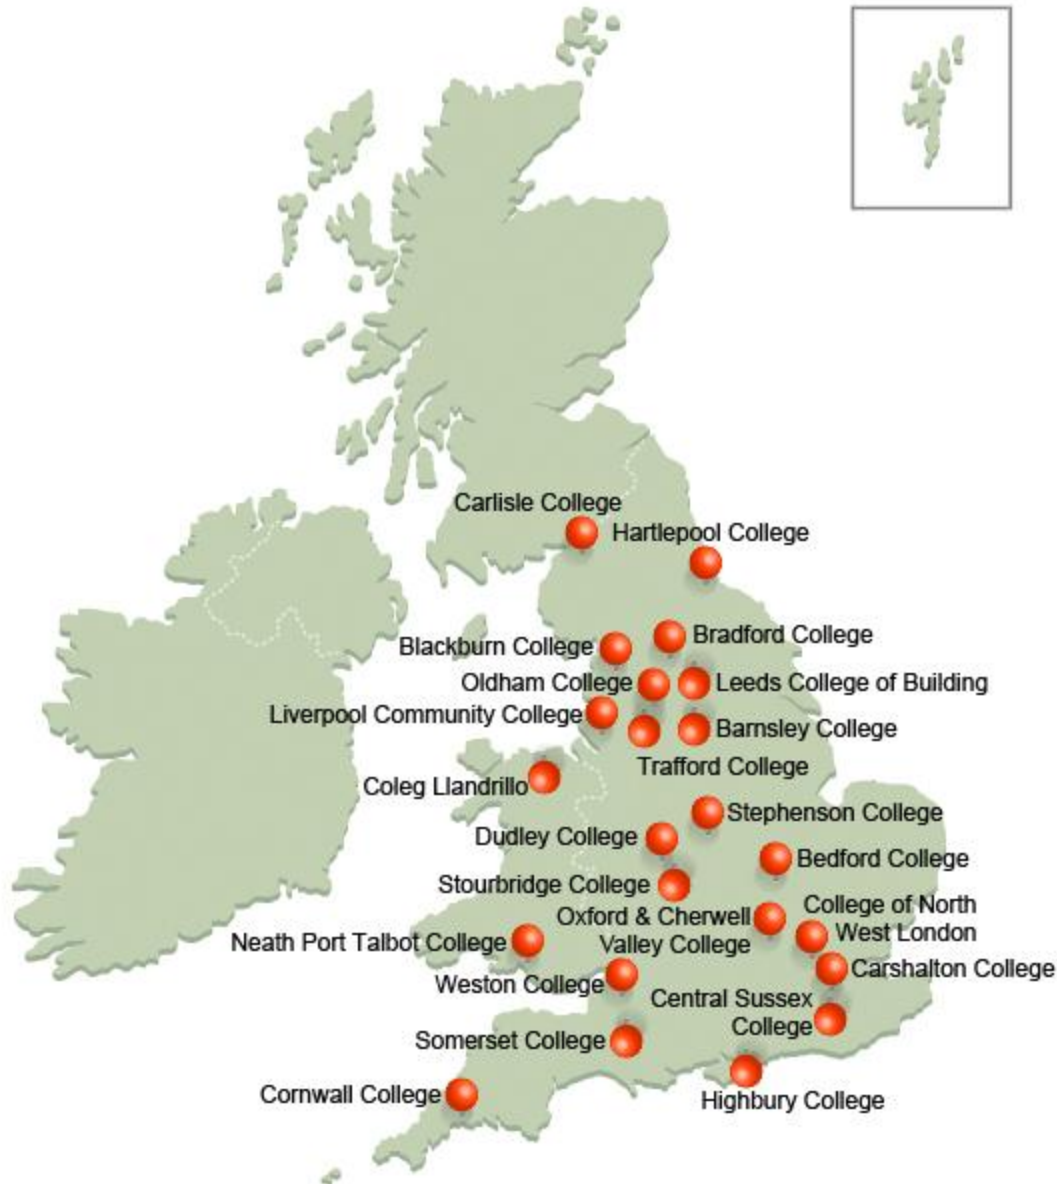 Carlisle College
Hartlepool College
Blackburn College
Bradford College
Oldham College
Leeds College of Building
Liverpool Community College
Barnsley College
Trafford College
Coleg Llandrillo
Stephenson College
Dudley College
Bedford College
Stourbridge College
Oxford & Cherwell
Valley College
College of North
West London
Neath Port Talbot College
Carshalton College
Weston College
Central Sussex
College
Somerset College
Cornwall College
Highbury College